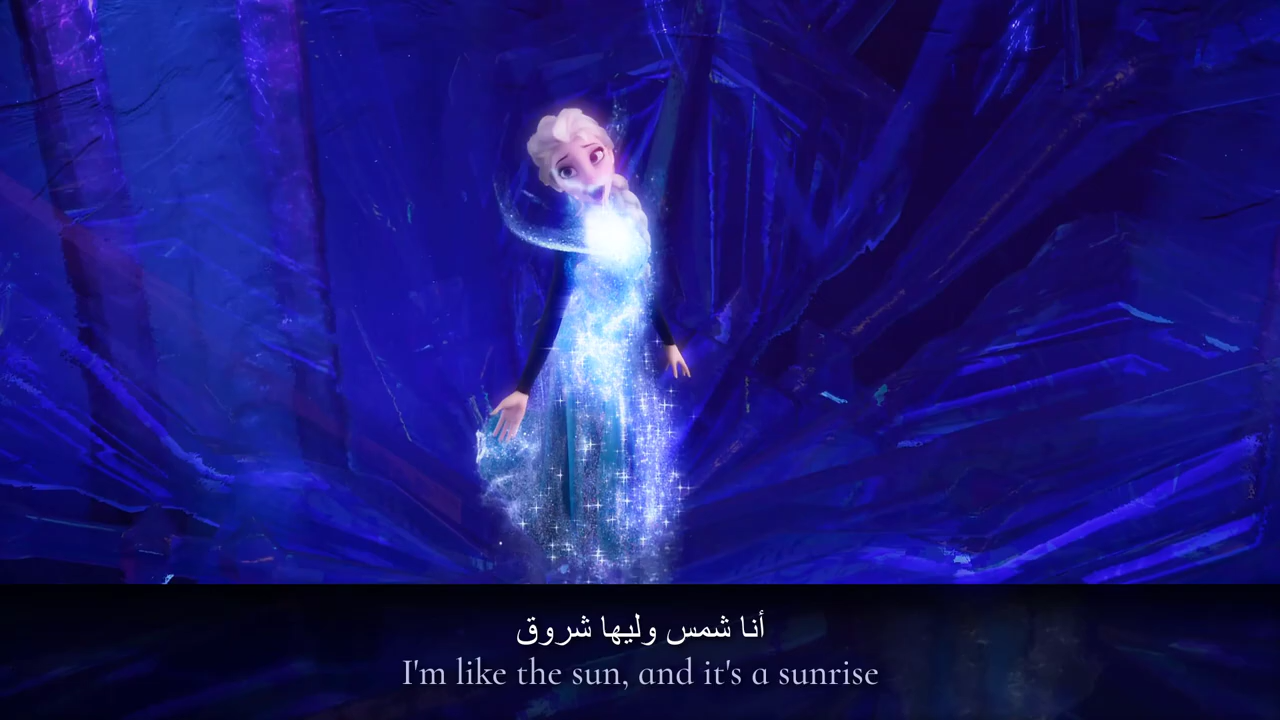 أنا شمس وليها شروق
I'm like the sun, and it's a sunrise